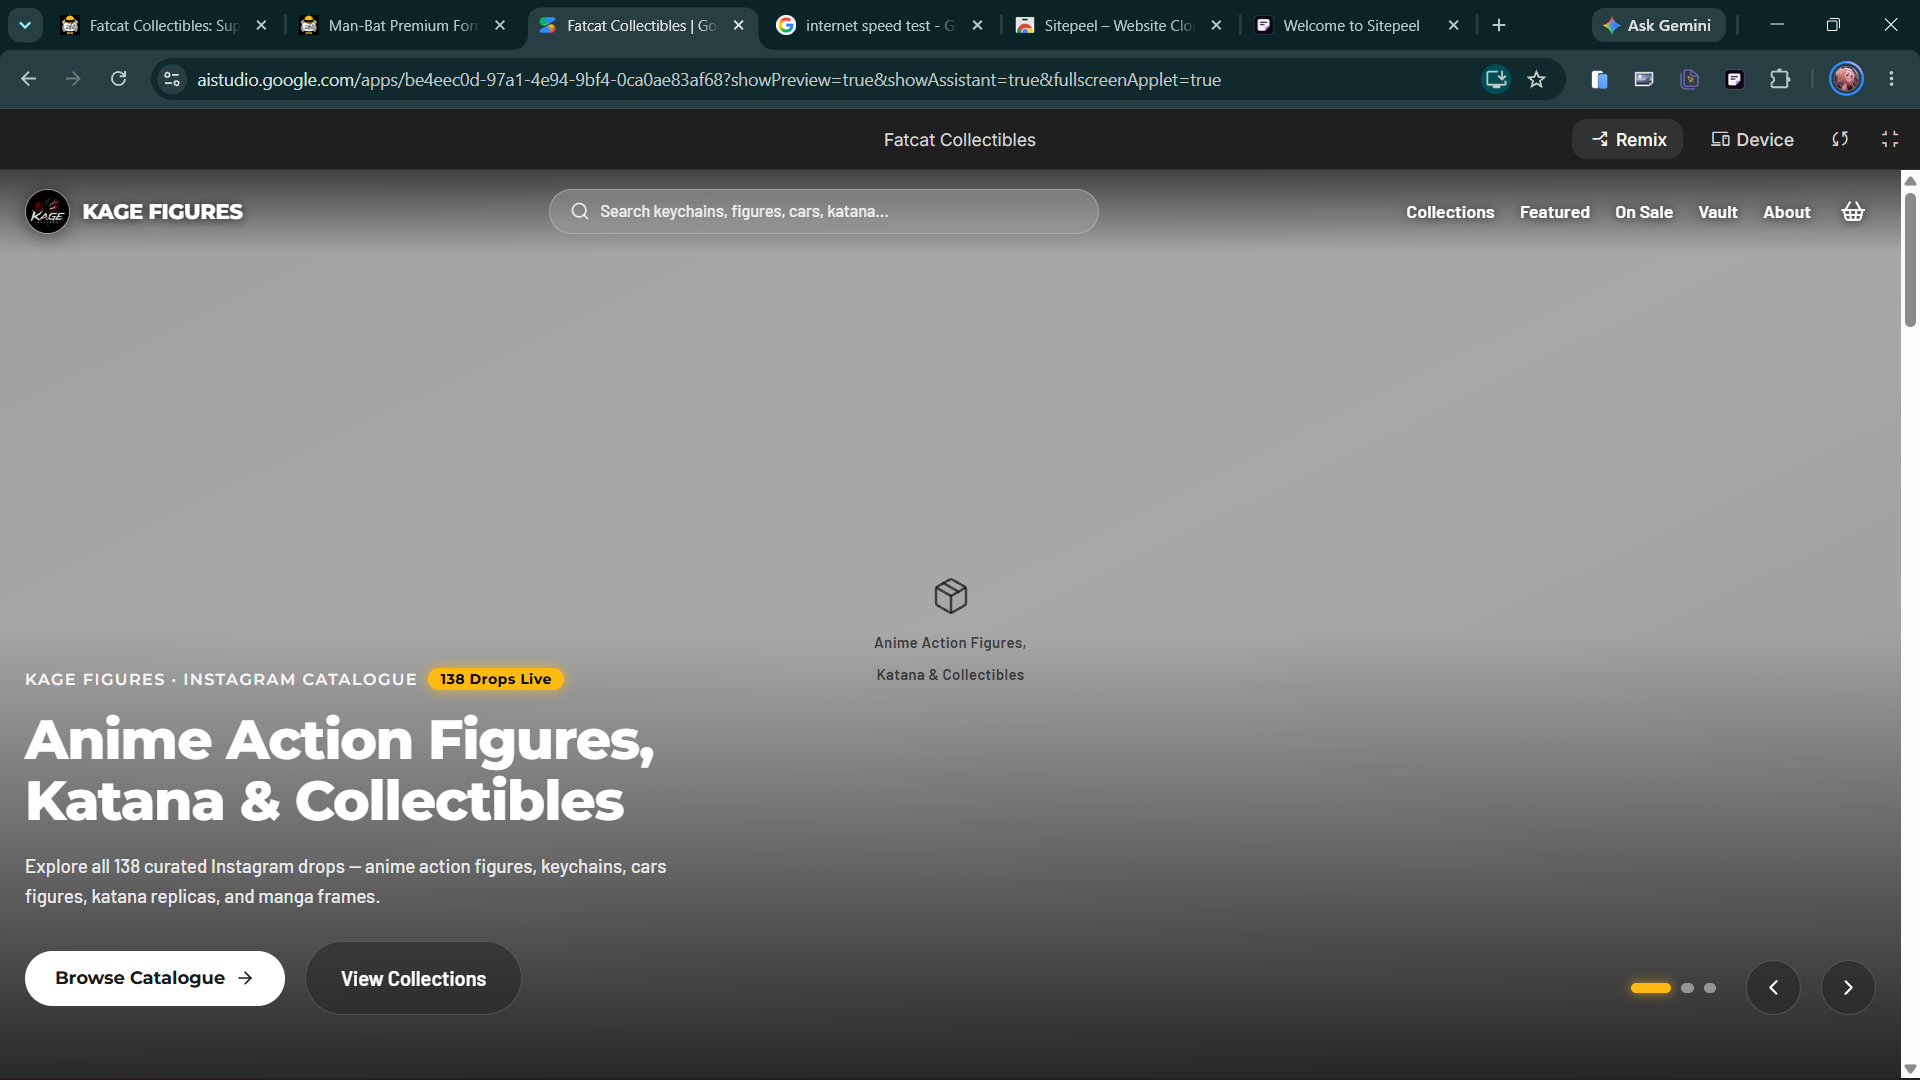 Fatcat Collectibles: Sup
Man-Bat Premium For
Fatcat Collectibles | Go
internet speed test - G
Sitepeel – Website Clo
Welcome to Sitepeel
Ask Gemini
aistudio.google.com/apps/be4eec0d-97a1-4e94-9bf4-0ca0ae83af68?showPreview=true&showAssistant=true&fullscreenApplet=true
Fatcat Collectibles
Remix
Device
KAGE
KAGE FIGURES
Search keychains, figures, cars, katana...
Collections
Featured
On Sale
Vault
About
Anime Action Figures,
Katana & Collectibles
KAGE FIGURES · INSTAGRAM CATALOGUE
138 Drops Live
Anime Action Figures,
Katana & Collectibles
Explore all 138 curated Instagram drops — anime action figures, keychains, cars
figures, katana replicas, and manga frames.
Browse Catalogue
View Collections